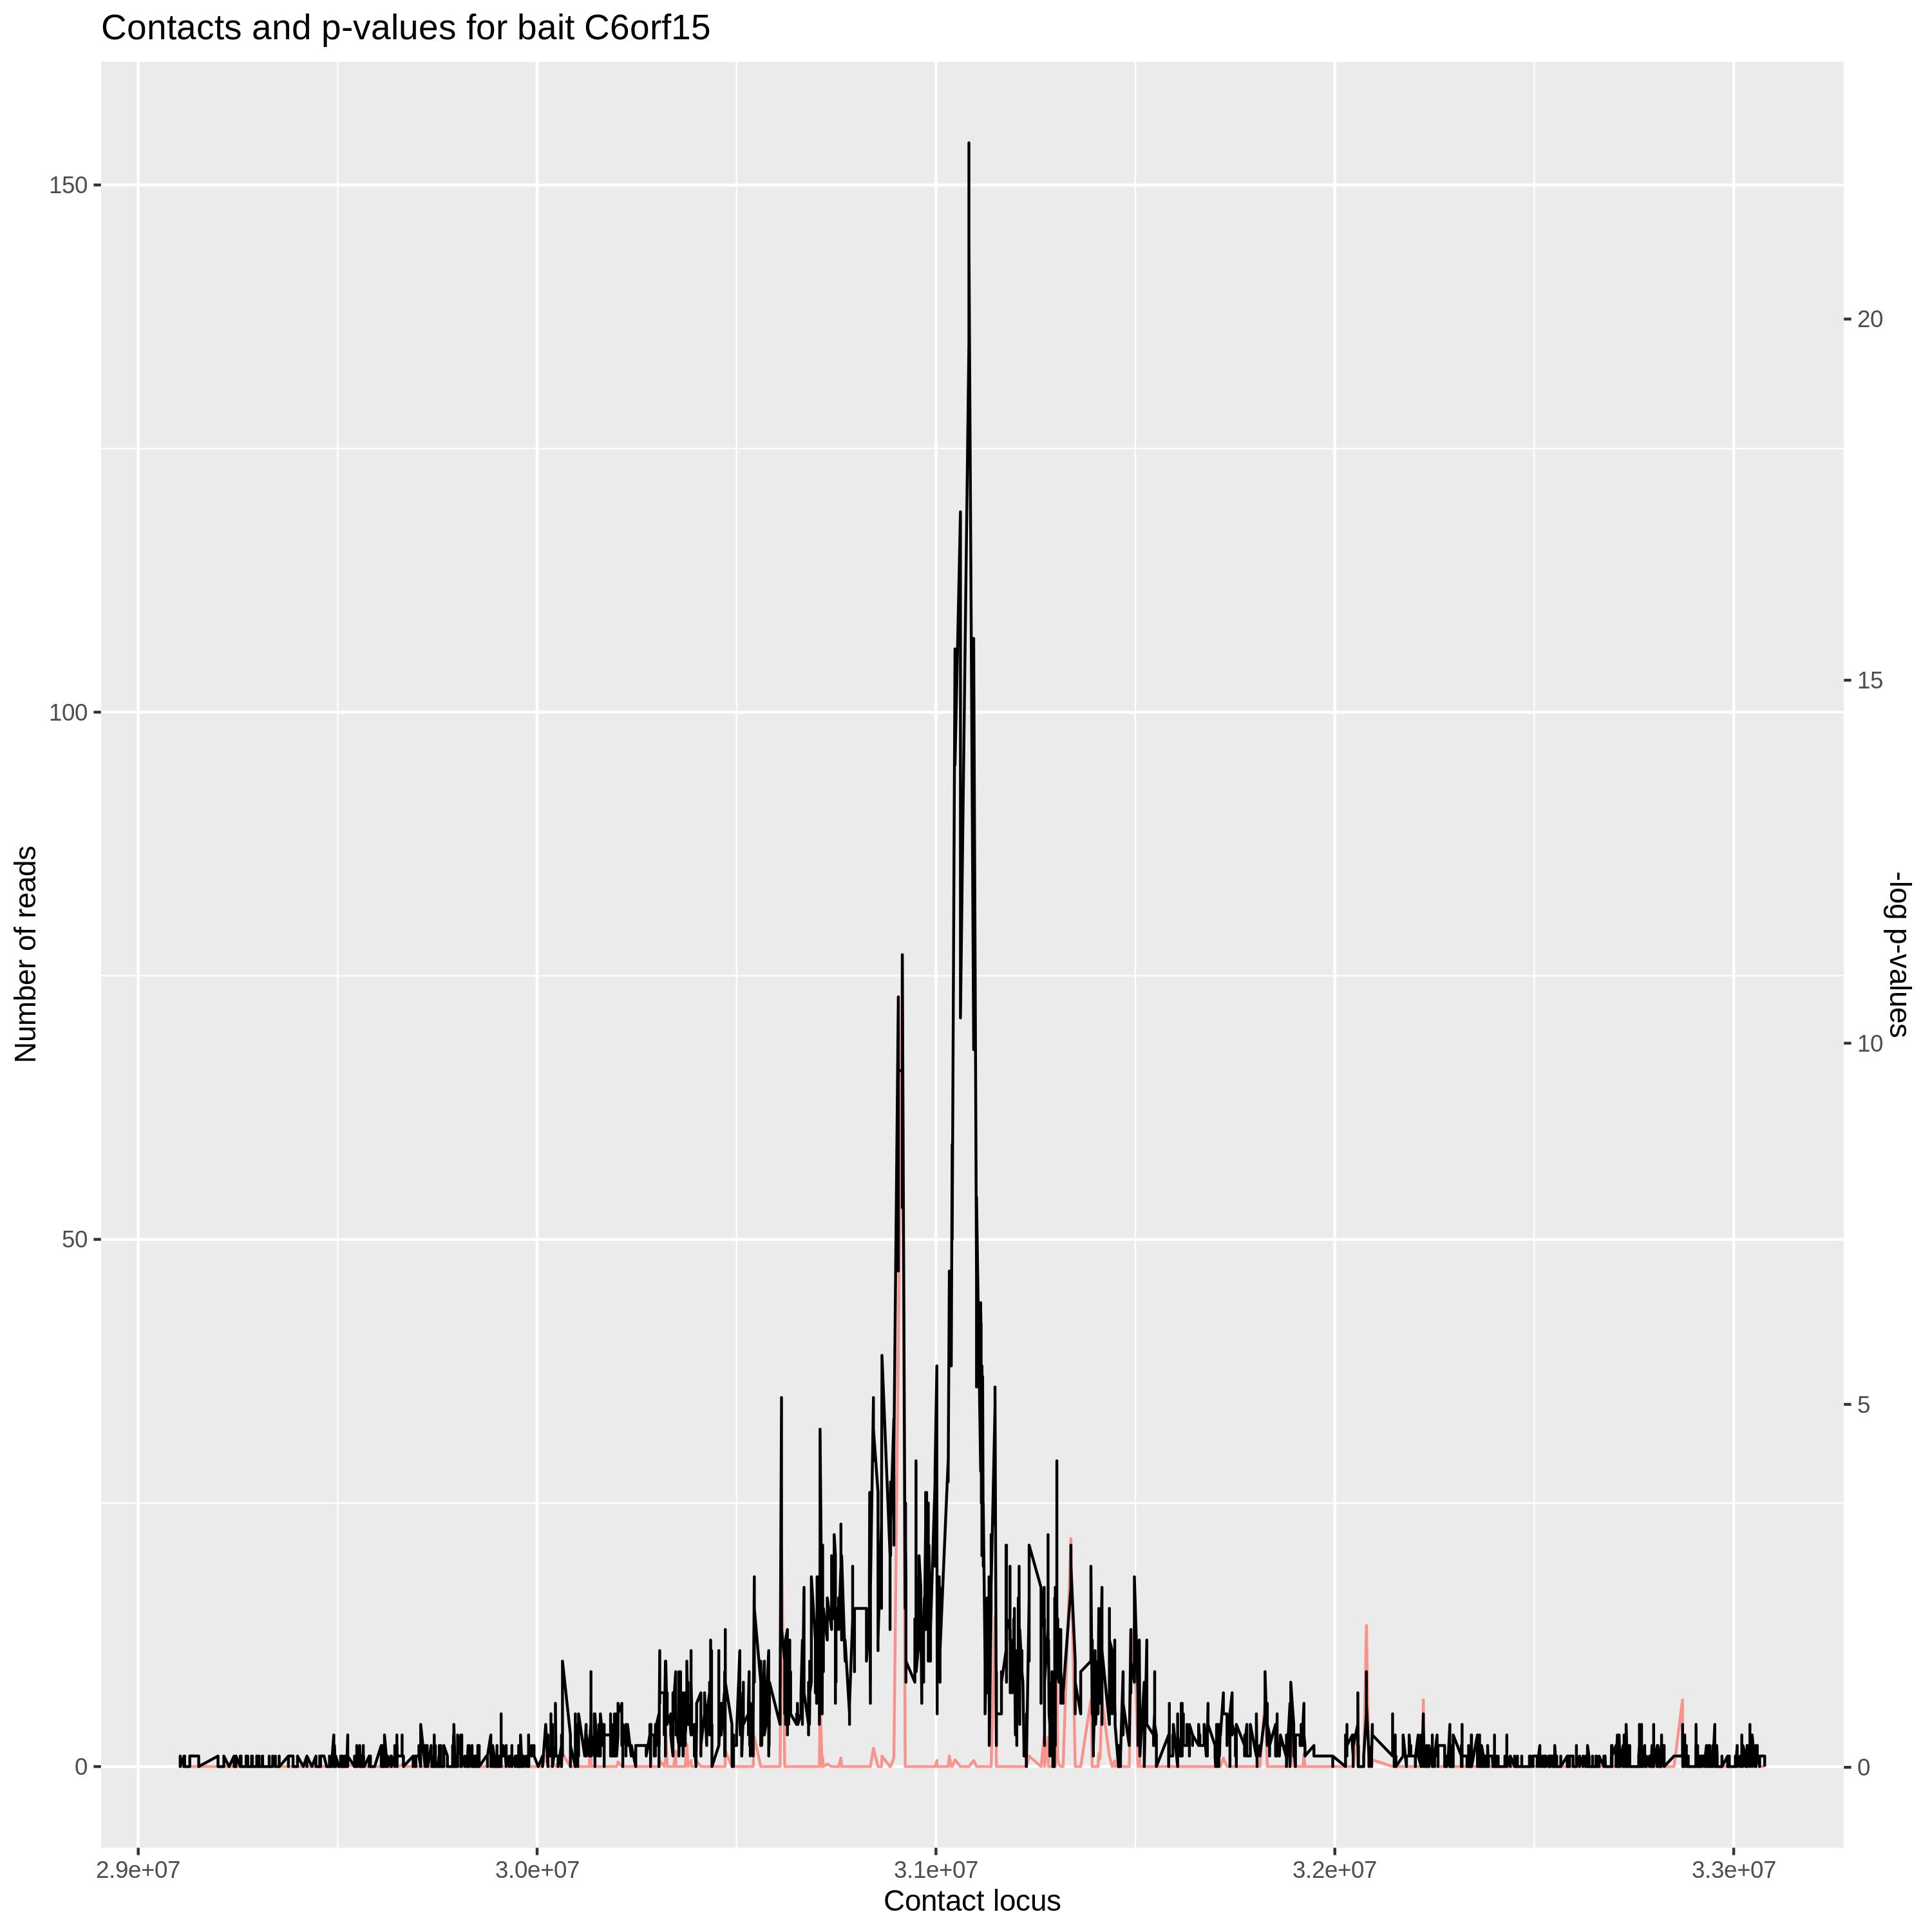 Contacts and p-values for bait C6orf15
150
100
50
0
Number of reads
20
15
10
5
0
-log p-values
2.9e+07
3.0e+07
3.1e+07
3.2e+07
3.3e+07
Contact locus